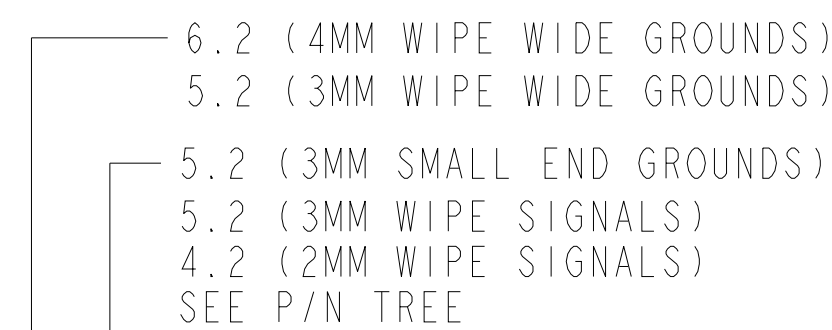 6.2 (4MM WIPE WIDE GROUNDS)
5.2 (3MM WIPE WIDE GROUNDS)
5.2 (3MM SMALL END GROUNDS)
5.2 (3MM WIPE SIGNALS)
4.2 (2MM WIPE SIGNALS)
SEE P/N TREE